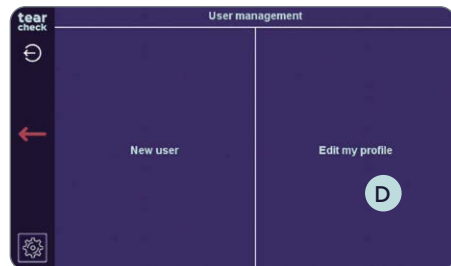 tear
check
User management
New user
Edit my profile
D